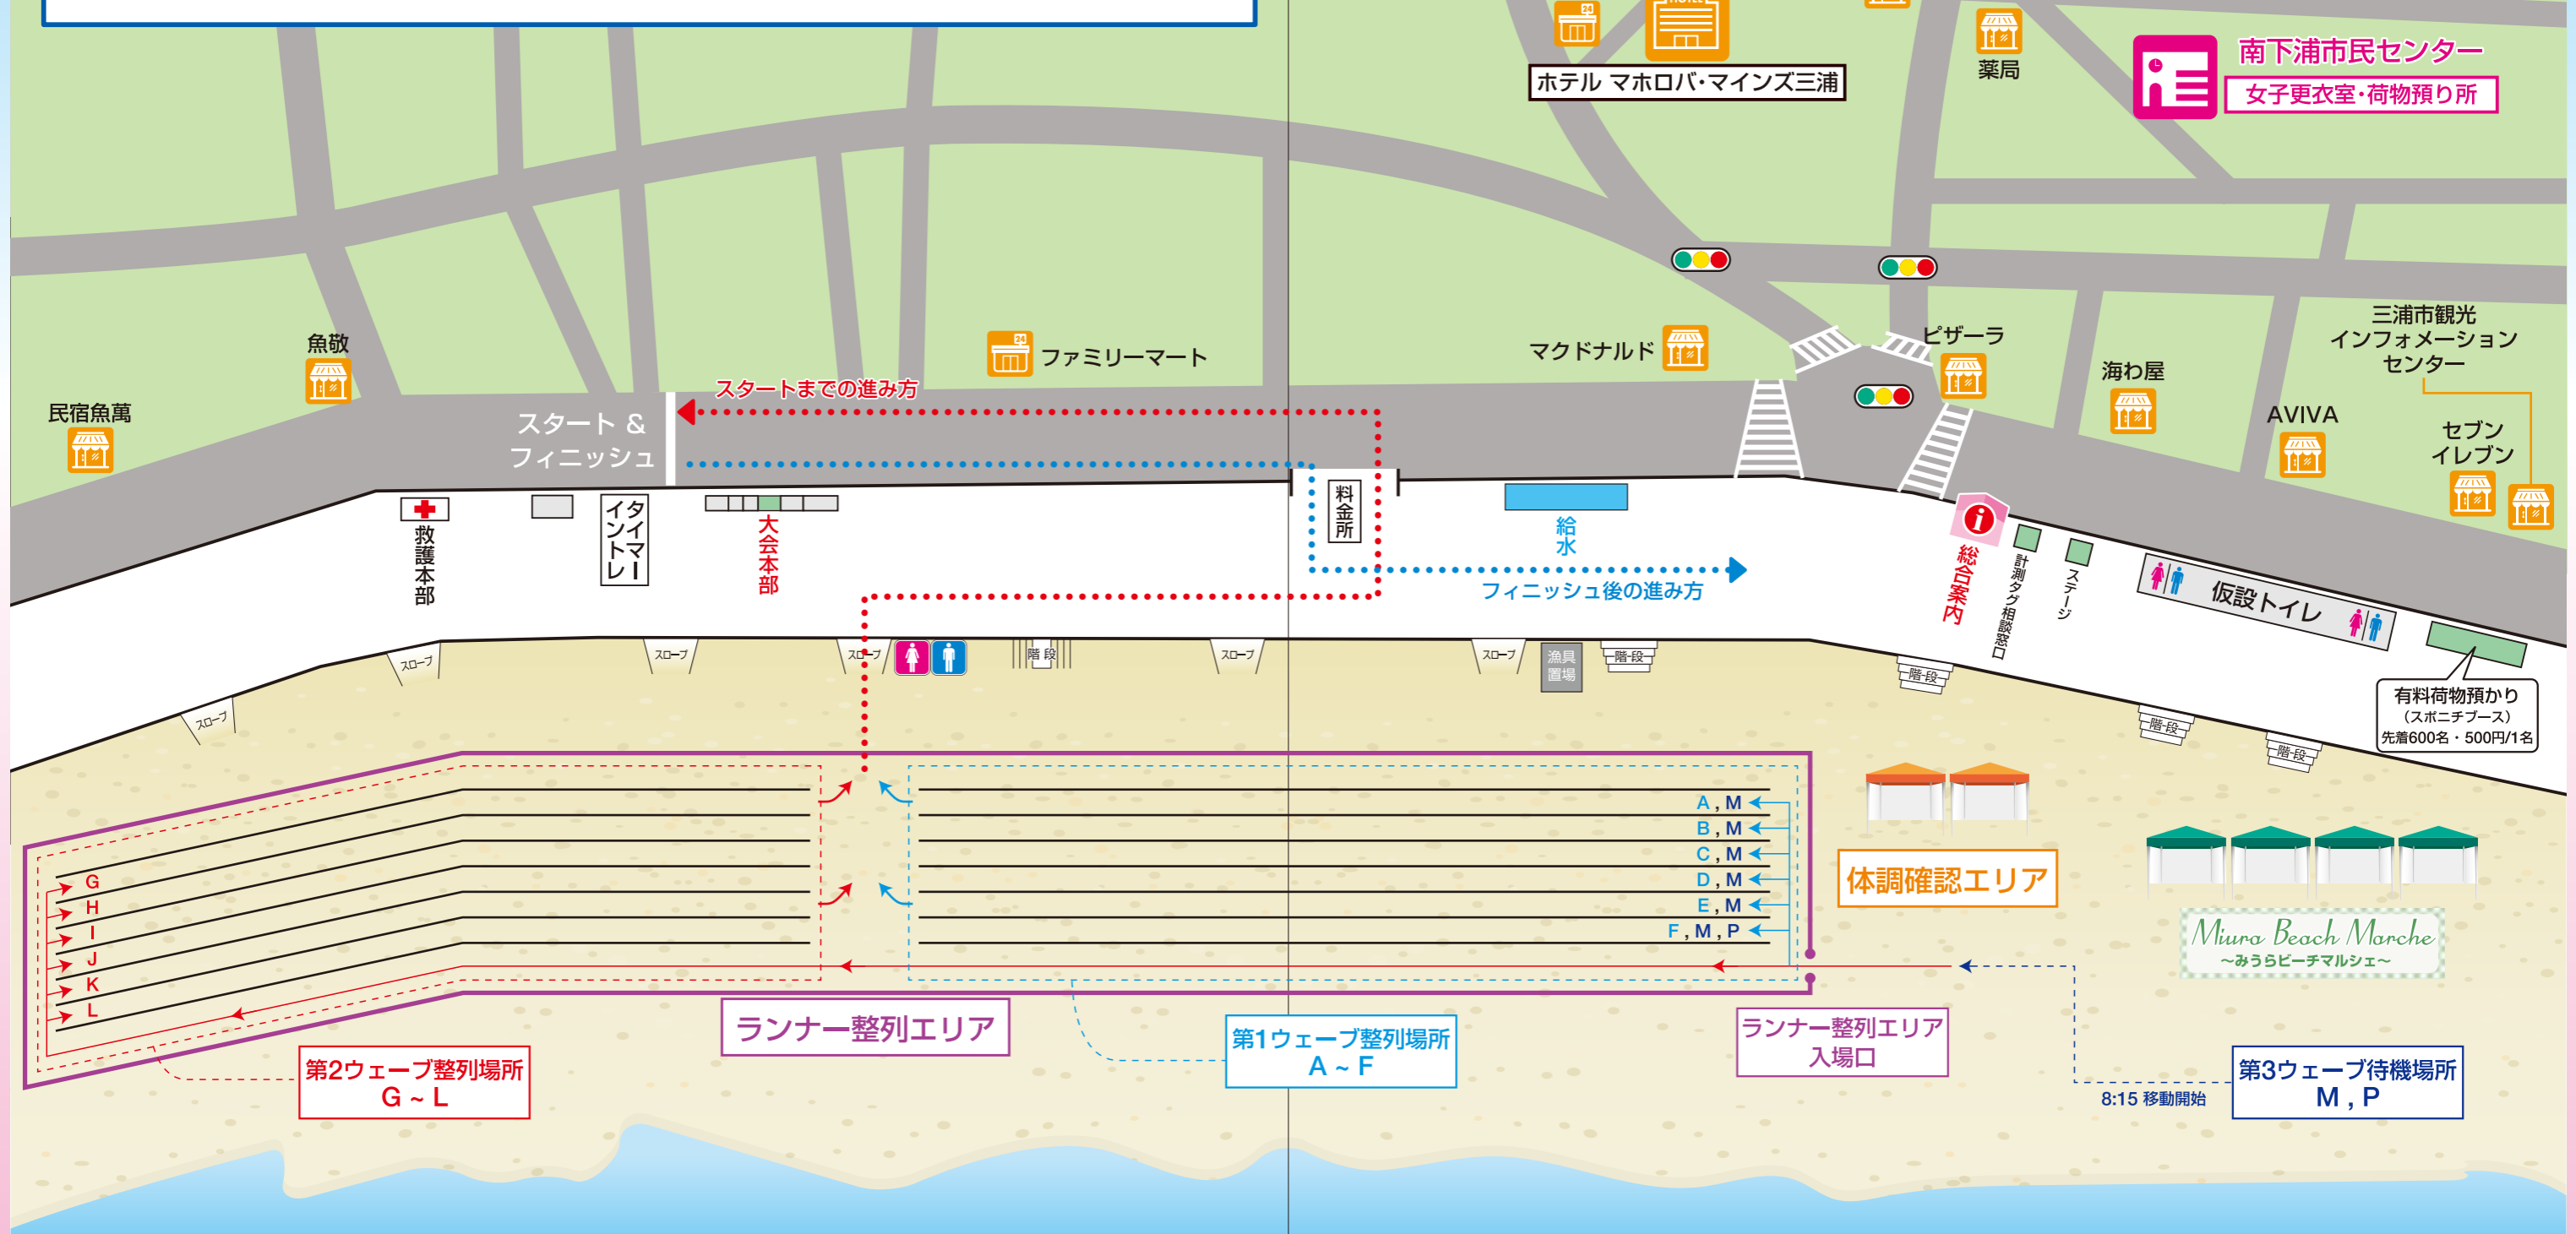 HOTEL
24
ホテル マホロバ・マインズ三浦
薬局
南下浦市民センター
女子更衣室・荷物預り所
魚敬
民宿魚萬
24
ファミリーマート
マクドナルド
ピザーラ
海わ屋
AVIVA
三浦市観光
インフォメーション
センター
セブン
イレブン
スタートまでの進み方
スタート &
フィニッシュ
救護本部
タイマー
イントレ
大会本部
料金所
給水
フィニッシュ後の進み方
i
総合案内
計測タグ相談窓口
ステージ
仮設トイレ
有料荷物預かり
（スポニチブース）
先着600名・500円/1名
スロープ
スロープ
スロープ
スロープ
階段
スロープ
スロープ
漁具
置場
階段
階段
階段
階段
A , M
B , M
C , M
D , M
E , M
F , M , P
G
H
I
J
K
L
体調確認エリア
Miura Beach Marche
～みうらビーチマルシェ～
ランナー整列エリア
第1ウェーブ整列場所
A ~ F
ランナー整列エリア
入場口
第2ウェーブ整列場所
G ~ L
8:15 移動開始
第3ウェーブ待機場所
M , P